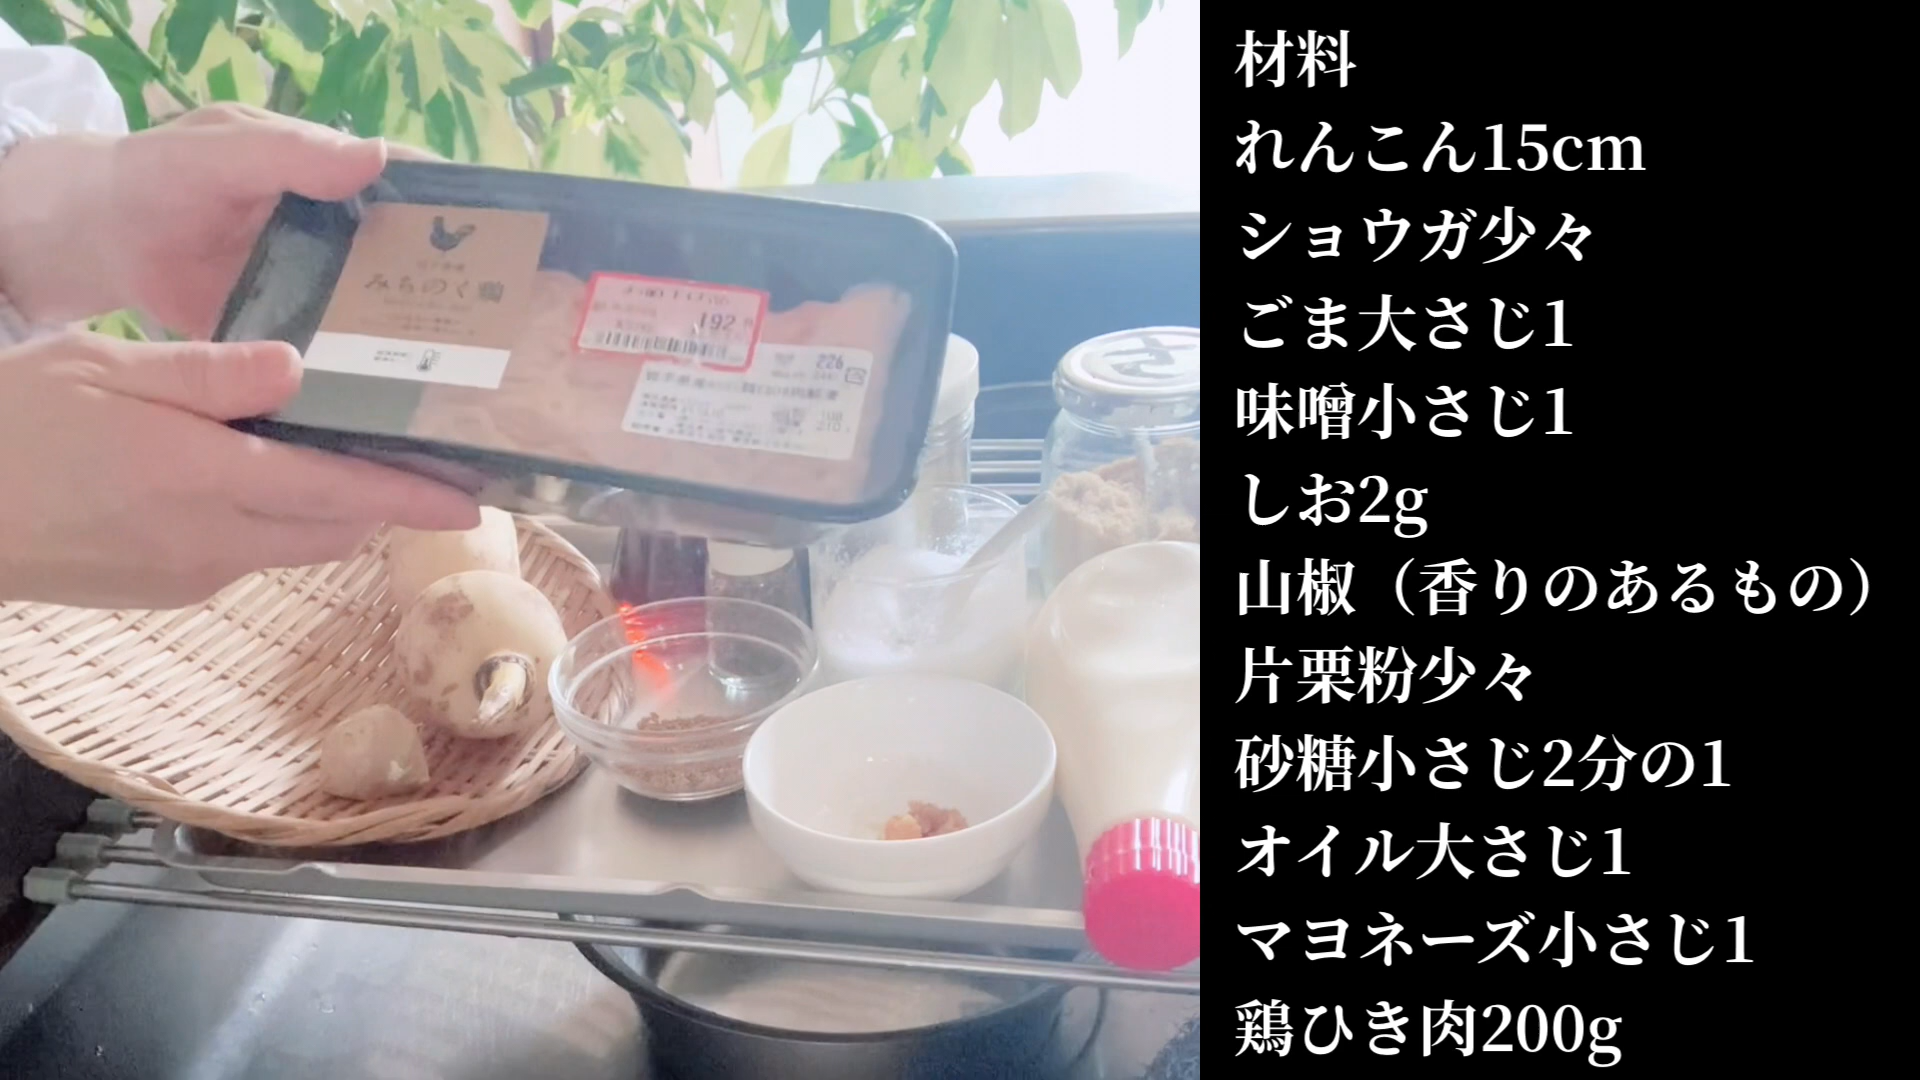 みちのく鶏
192
226
材料
れんこん15cm
ショウガ少々
ごま大さじ1
味噌小さじ1
しお2g
山椒（香りのあるもの）
片栗粉少々
砂糖小さじ2分の1
オイル大さじ1
マヨネーズ小さじ1
鶏ひき肉200g